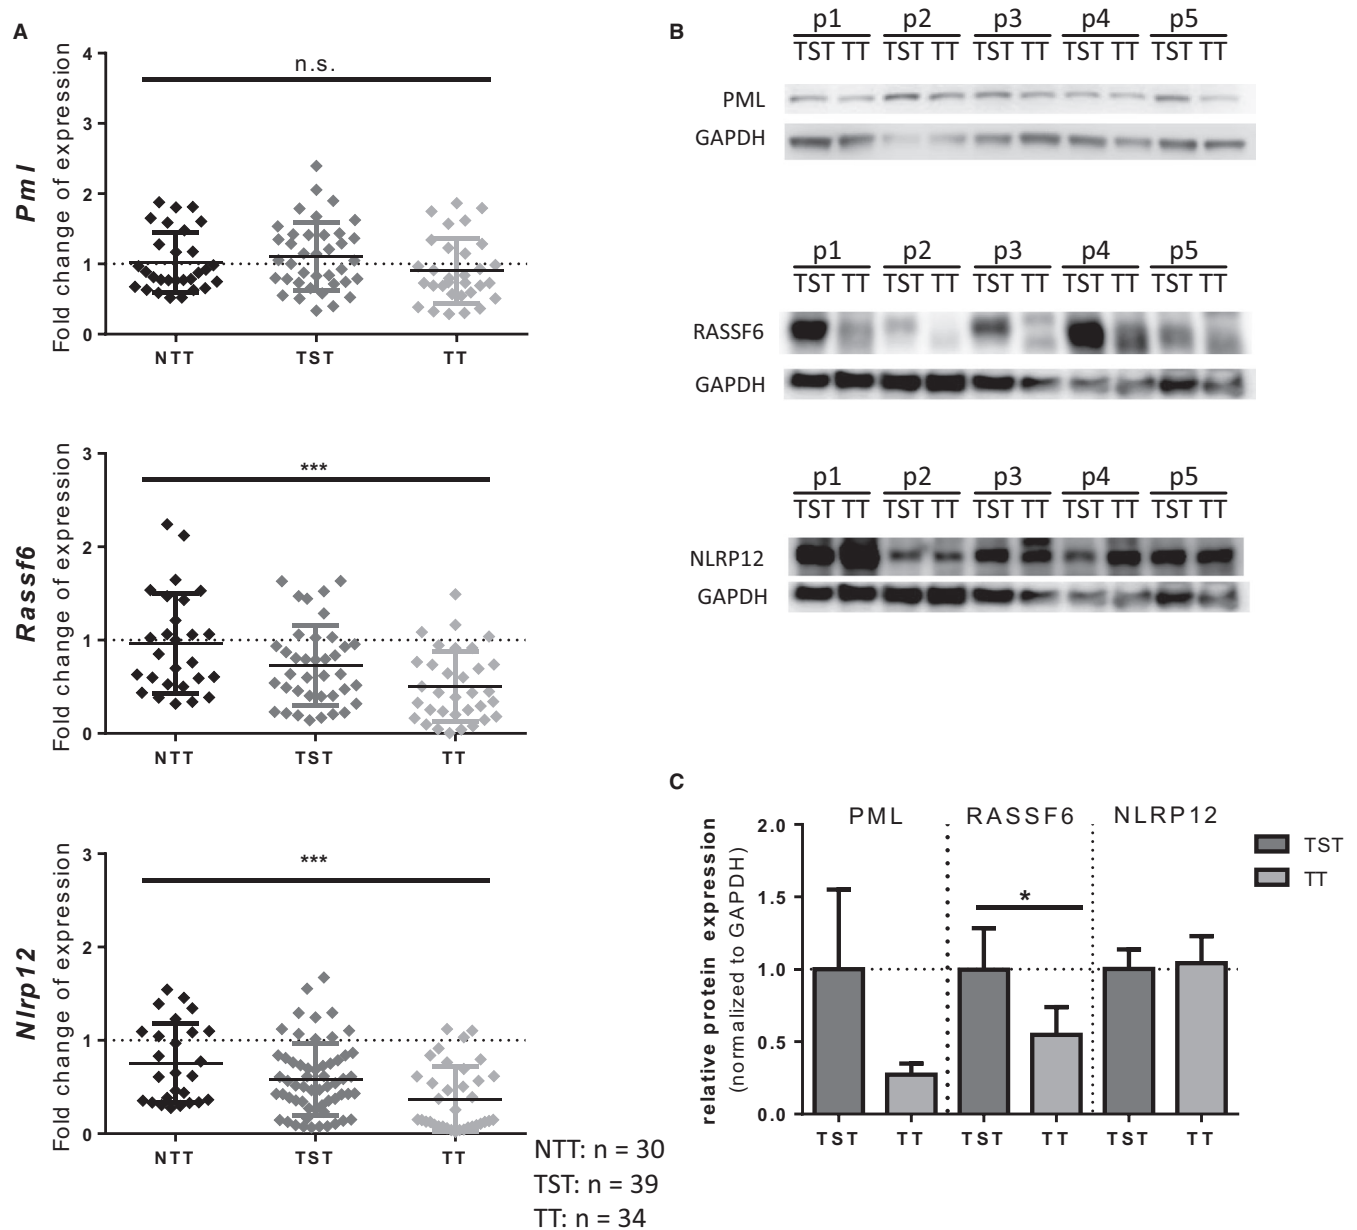 A
Pml
Fold change of expression
4
3
2
1
0
n.s.
NTT TST TT
Rassf6
Fold change of expression
3
2
1
0
***
NTT TST TT
Nlrp12
Fold change of expression
3
2
1
0
***
NTT TST TT
NTT: n = 30
TST: n = 39
TT: n = 34
B
p1 p2 p3 p4 p5
TST TT TST TT TST TT TST TT TST TT
PML
GAPDH
p1 p2 p3 p4 p5
TST TT TST TT TST TT TST TT TST TT
RASSF6
GAPDH
p1 p2 p3 p4 p5
TST TT TST TT TST TT TST TT TST TT
NLRP12
GAPDH
C
relative protein expression
(normalized to GAPDH)
2.0
1.5
1.0
0.5
0.0
PML RASSF6 NLRP12
*
TST TT TST TT TST TT
TST
TT